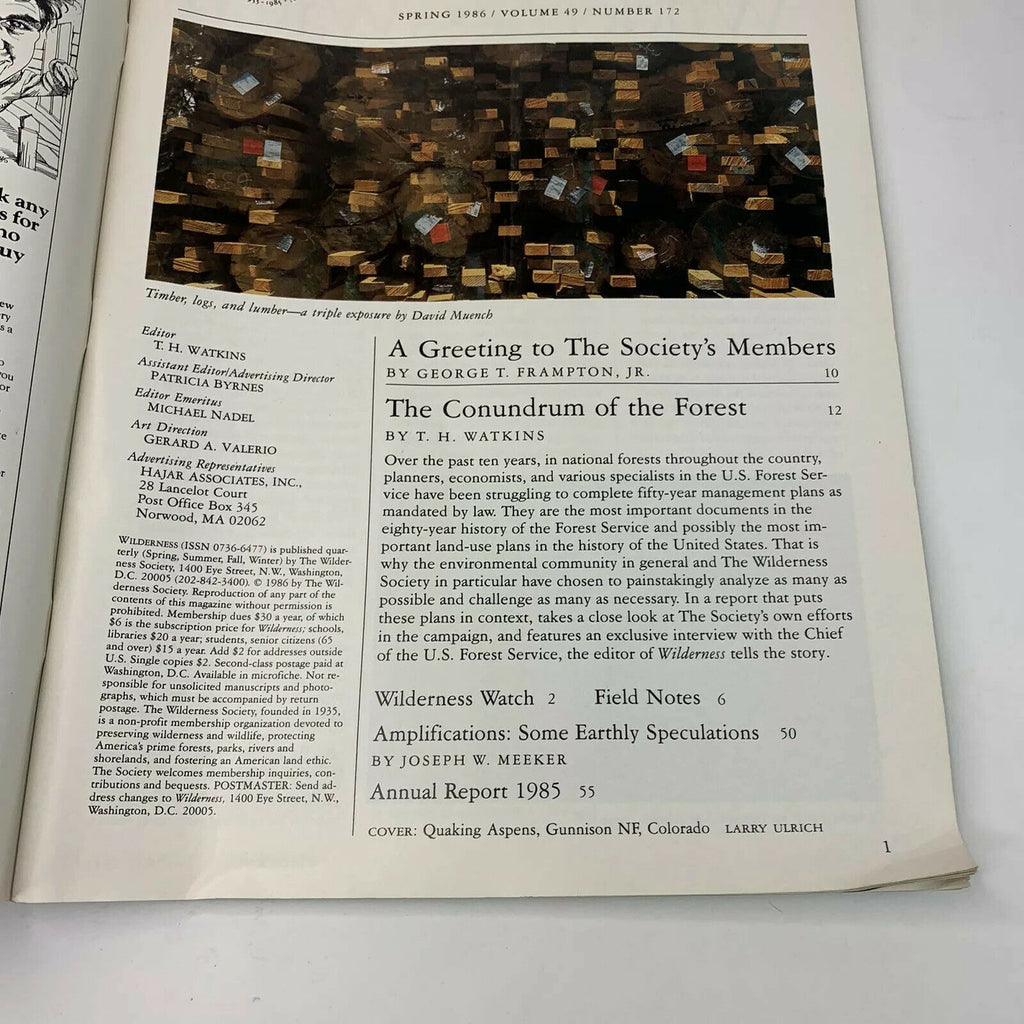 k any
s for
no
uy
ew
ty
s a
you
or
SPRING 1986 / VOLUME 49 / NUMBER 172
Timber, logs, and lumber—a triple exposure by David Muench
Editor
T. H. WATKINS
Assistant Editor/Advertising Director
PATRICIA BYRNES
Editor Emeritus
MICHAEL NADEL
Art Direction
GERARD A. VALERIO
Advertising Representatives
HAJAR ASSOCIATES, INC.,
28 Lancelot Court
Post Office Box 345
Norwood, MA 02062
WILDERNESS (ISSN 0736-6477) is published quar-
terly (Spring, Summer, Fall, Winter) by The Wilder-
ness Society, 1400 Eye Street, N.W., Washington,
D.C. 20005 (202-842-3400). © 1986 by The Wil-
derness Society. Reproduction of any part of the
contents of this magazine without permission is
prohibited. Membership dues $30 a year, of which
$6 is the subscription price for Wilderness; schools,
libraries $20 a year; students, senior citizens (65
and over) $15 a year. Add $2 for addresses outside
U.S. Single copies $2. Second-class postage paid at
Washington, D.C. Available in microfiche. Not re-
sponsible for unsolicited manuscripts and photo-
graphs, which must be accompanied by return
postage. The Wilderness Society, founded in 1935,
is a non-profit membership organization devoted to
preserving wilderness and wildlife, protecting
America's prime forests, parks, rivers and
shorelands, and fostering an American land ethic.
The Society welcomes membership inquiries, con-
tributions and bequests. POSTMASTER: Send ad-
dress changes to Wilderness, 1400 Eye Street, N.W.,
Washington, D.C. 20005.
A Greeting to The Society's Members
BY GEORGE T. FRAMPTON, JR. 10
The Conundrum of the Forest 12
BY T. H. WATKINS
Over the past ten years, in national forests throughout the country,
planners, economists, and various specialists in the U.S. Forest Ser-
vice have been struggling to complete fifty-year management plans as
mandated by law. They are the most important documents in the
eighty-year history of the Forest Service and possibly the most im-
portant land-use plans in the history of the United States. That is
why the environmental community in general and The Wilderness
Society in particular have chosen to painstakingly analyze as many as
possible and challenge as many as necessary. In a report that puts
these plans in context, takes a close look at The Society's own efforts
in the campaign, and features an exclusive interview with the Chief
of the U.S. Forest Service, the editor of Wilderness tells the story.
Wilderness Watch 2 Field Notes 6
Amplifications: Some Earthly Speculations 50
BY JOSEPH W. MEEKER
Annual Report 1985 55
COVER: Quaking Aspens, Gunnison NF, Colorado LARRY ULRICH
1